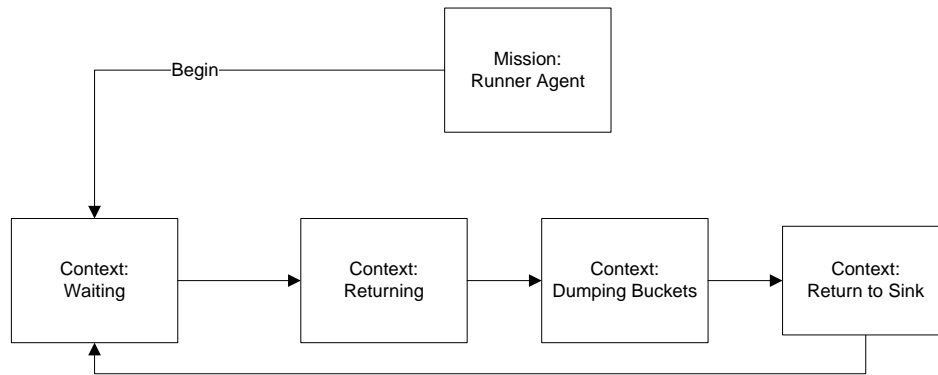 Mission:
Runner Agent
Begin
Context:
Waiting
Context:
Returning
Context:
Dumping Buckets
Context:
Return to Sink